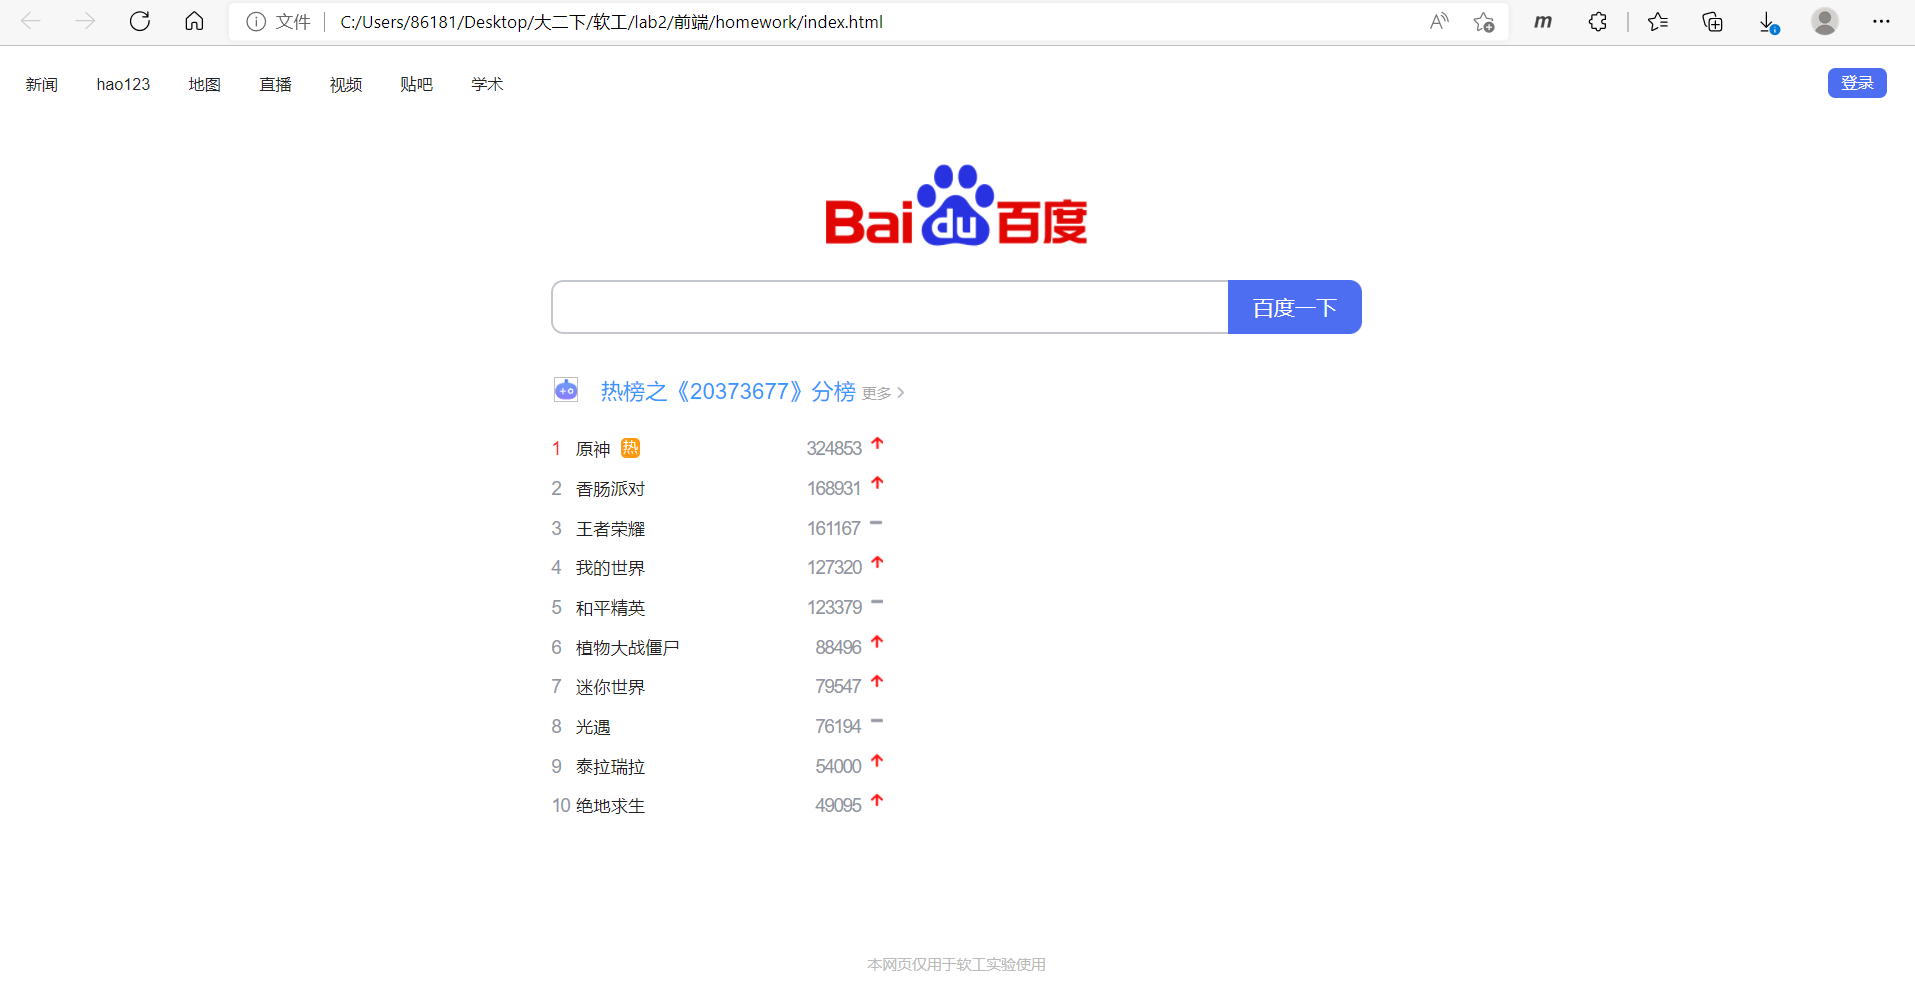 文件 C:/Users/86181/Desktop/大二下/软工/lab2/前端/homework/index.html
新闻 hao123 地图 直播 视频 贴吧 学术 登录
Bai du 百度
百度一下
热榜之《20373677》分榜 更多
1 原神 热 324853
2 香肠派对 168931
3 王者荣耀 161167
4 我的世界 127320
5 和平精英 123379
6 植物大战僵尸 88496
7 迷你世界 79547
8 光遇 76194
9 泰拉瑞拉 54000
10 绝地求生 49095
本网页仅用于软工实验使用